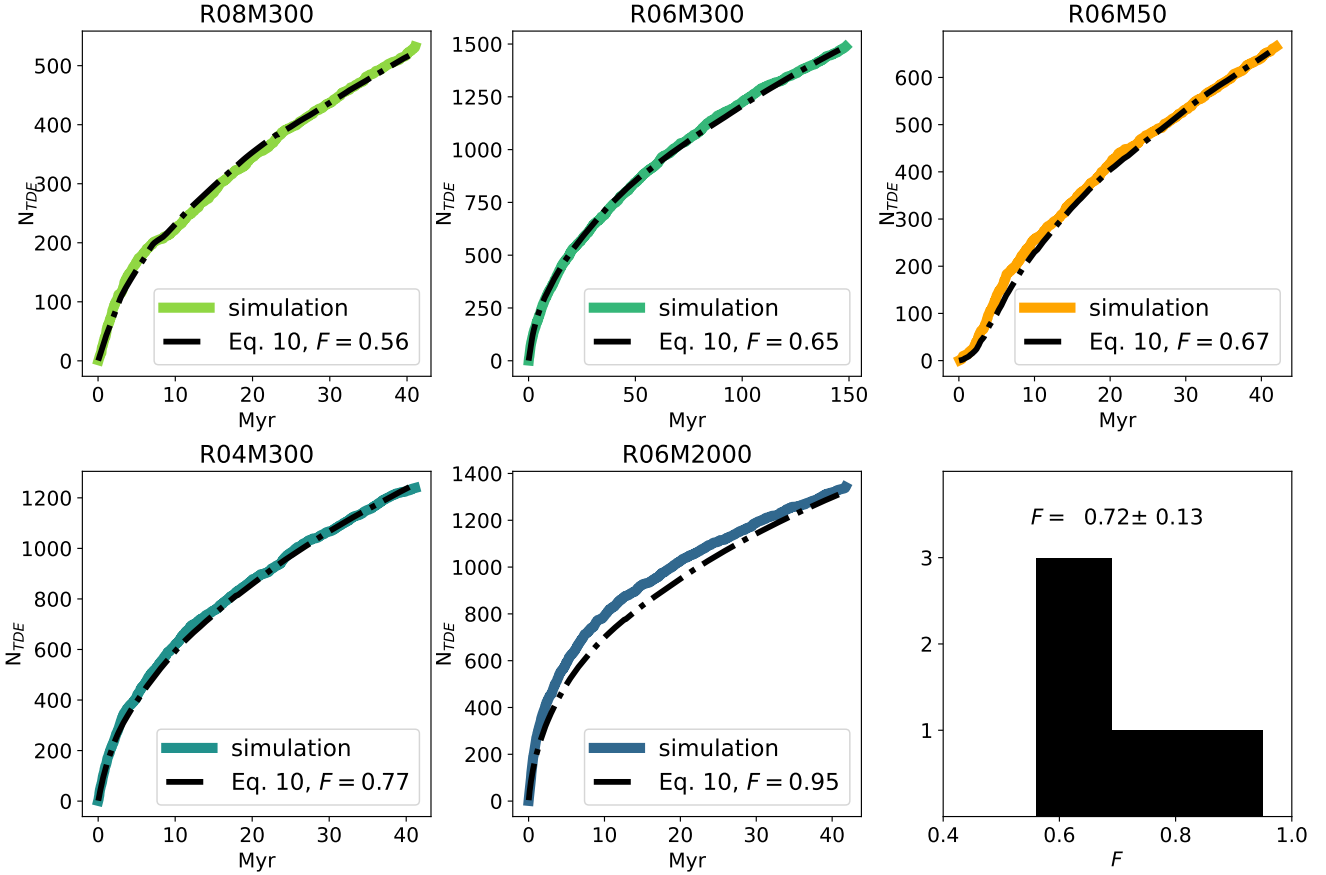 R08M300
N_TDE
500
400
300
200
100
0
simulation
Eq. 10, F = 0.56
0 10 20 30 40
Myr
R06M300
N_TDE
1500
1250
1000
750
500
250
0
simulation
Eq. 10, F = 0.65
0 50 100 150
Myr
R06M50
N_TDE
600
500
400
300
200
100
0
simulation
Eq. 10, F = 0.67
0 10 20 30 40
Myr
R04M300
N_TDE
1200
1000
800
600
400
200
0
simulation
Eq. 10, F = 0.77
0 10 20 30 40
Myr
R06M2000
N_TDE
1400
1200
1000
800
600
400
200
0
simulation
Eq. 10, F = 0.95
0 10 20 30 40
Myr
F = 0.72± 0.13
3
2
1
0.4 0.6 0.8 1.0
F